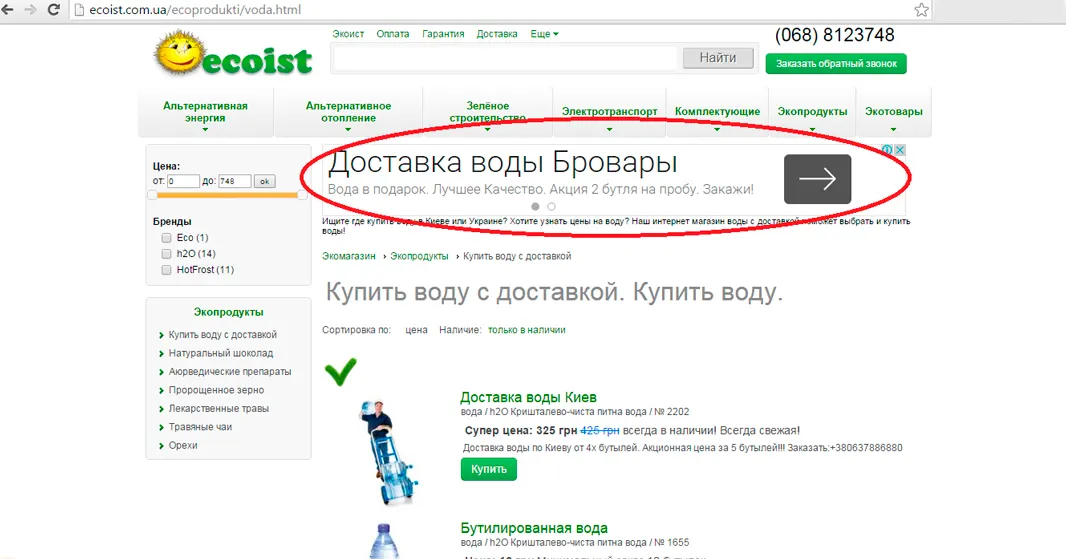 ecoist.com.ua/ecoprodukti/voda.html
ecoist
Экоист Оплата Гарантия Доставка Еще
Найти
(068) 8123748
Заказать обратный звонок
Альтернативная
энергия
Альтернативное
отопление
Зелёное
строительство
Электротранспорт
Комплектующие
Экопродукты
Экотовары
Цена:
от: 0 до: 748 ok
Бренды
Eco (1)
h2O (14)
HotFrost (11)
Экопродукты
Купить воду с доставкой
Натуральный шоколад
Аюрведические препараты
Пророщенное зерно
Лекарственные травы
Травяные чаи
Орехи
Доставка воды Бровары
Вода в подарок. Лучшее Качество. Акция 2 бутля на пробу. Закажи!
Ищите где купить воду в Киеве или Украине? Хотите узнать цены на воду? Наш интернет магазин воды с доставкой поможет выбрать и купить
воды!
Экомагазин › Экопродукты › Купить воду с доставкой
Купить воду с доставкой. Купить воду.
Сортировка по: цена Наличие: только в наличии
Доставка воды Киев
вода / h2O Кришталево-чиста питна вода / № 2202
Супер цена: 325 грн 425 грн всегда в наличии! Всегда свежая!
Доставка воды по Киеву от 4х бутылей. Акционная цена за 5 бутылей!!! Заказать:+380637886880
Купить
Бутилированная вода
вода / h2O Кришталево-чиста питна вода / № 1655